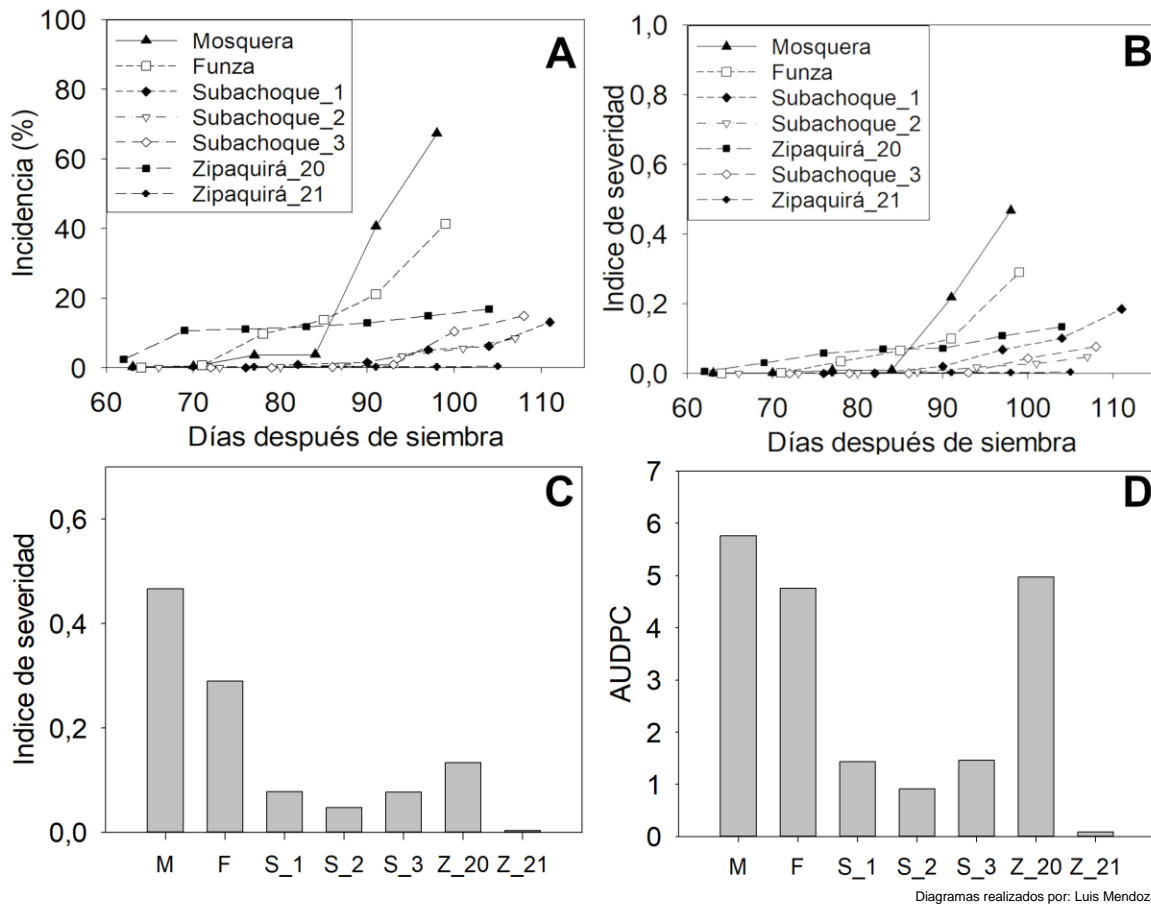 A
Incidencia (%)
100
80
60
40
20
0
Mosquera
Funza
Subachoque_1
Subachoque_2
Subachoque_3
Zipaquirá_20
Zipaquirá_21
60 70 80 90 100 110
Días después de siembra
B
Indice de severidad
1,0
0,8
0,6
0,4
0,2
0,0
Mosquera
Funza
Subachoque_1
Subachoque_2
Zipaquirá_20
Subachoque_3
Zipaquirá_21
60 70 80 90 100 110
Días después de siembra
C
Indice de severidad
0,6
0,4
0,2
0,0
M F S_1 S_2 S_3 Z_20 Z_21
D
AUDPC
7
6
5
4
3
2
1
0
M F S_1 S_2 S_3 Z_20 Z_21
Diagramas realizados por: Luis Mendoz